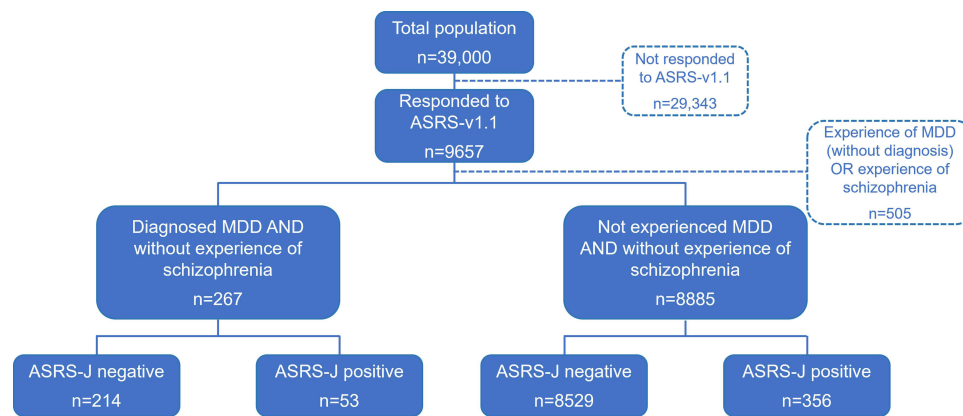 Total population
n=39,000
Not responded
to ASRS-v1.1
n=29,343
Responded to
ASRS-v1.1
n=9657
Experience of MDD
(without diagnosis)
OR experience of
schizophrenia
n=505
Diagnosed MDD AND
without experience of
schizophrenia
n=267
Not experienced MDD
AND without experience of
schizophrenia
n=8885
ASRS-J negative
n=214
ASRS-J positive
n=53
ASRS-J negative
n=8529
ASRS-J positive
n=356